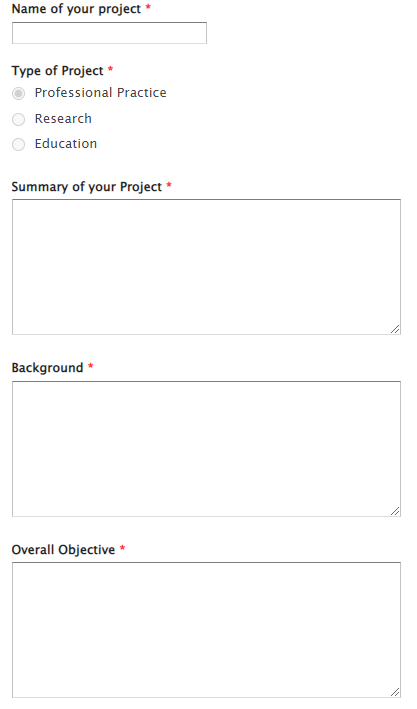 Name of your project *
Type of Project *
Professional Practice
Research
Education
Summary of your Project *
Background *
Overall Objective *